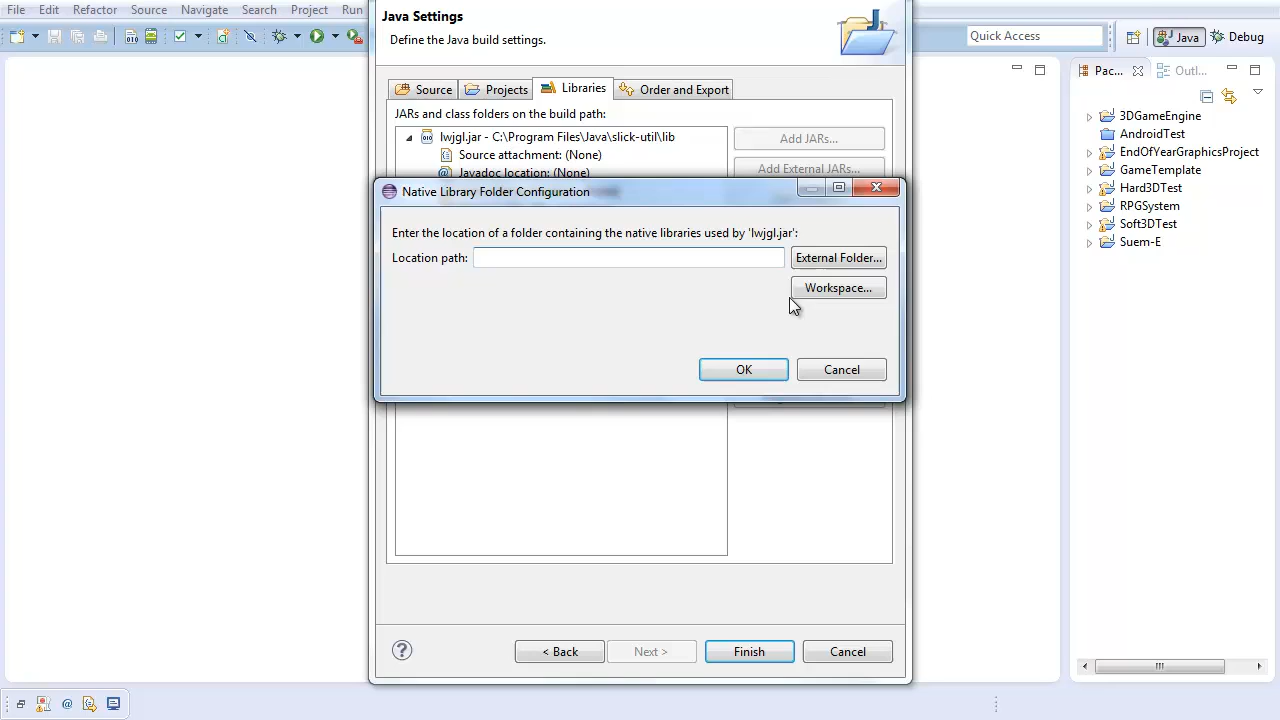 File Edit Refactor Source Navigate Search Project Run
Java Settings
Define the Java build settings.
Quick Access
Java
Debug
Source
Projects
Libraries
Order and Export
JARs and class folders on the build path:
lwjgl.jar - C:\Program Files\Java\slick-util\lib
Source attachment: (None)
Javadoc location: (None)
Add JARs...
Add External JARs...
Native Library Folder Configuration
Enter the location of a folder containing the native libraries used by 'lwjgl.jar':
Location path:
External Folder...
Workspace...
OK
Cancel
< Back
Next >
Finish
Cancel
Pac...
Outl...
3DGameEngine
AndroidTest
EndOfYearGraphicsProject
GameTemplate
Hard3DTest
RPGSystem
Soft3DTest
Suem-E